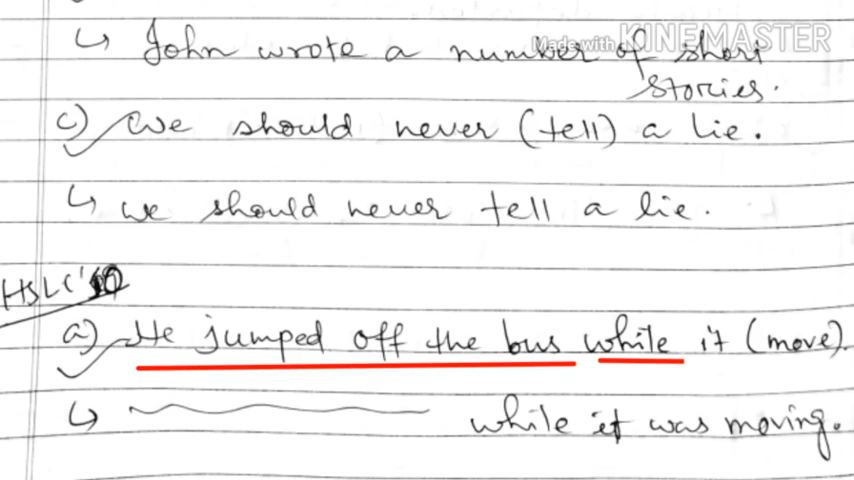 Made with KINEMASTER
↳ John wrote a number of short
stories.
c) We should never (tell) a lie.
↳ we should never tell a lie.
HSLC'
a) He jumped off the bus while it (move).
↳ while it was moving.